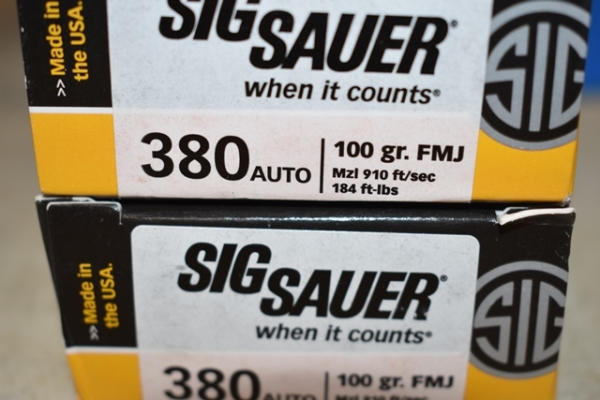 >> Made in
the USA.
SIG SAUER®
when it counts®
SIG
380 AUTO
100 gr. FMJ
Mzl 910 ft/sec
184 ft-lbs
>> Made in
the USA.
SIG SAUER®
when it counts®
SIG
380 AUTO
100 gr. FMJ